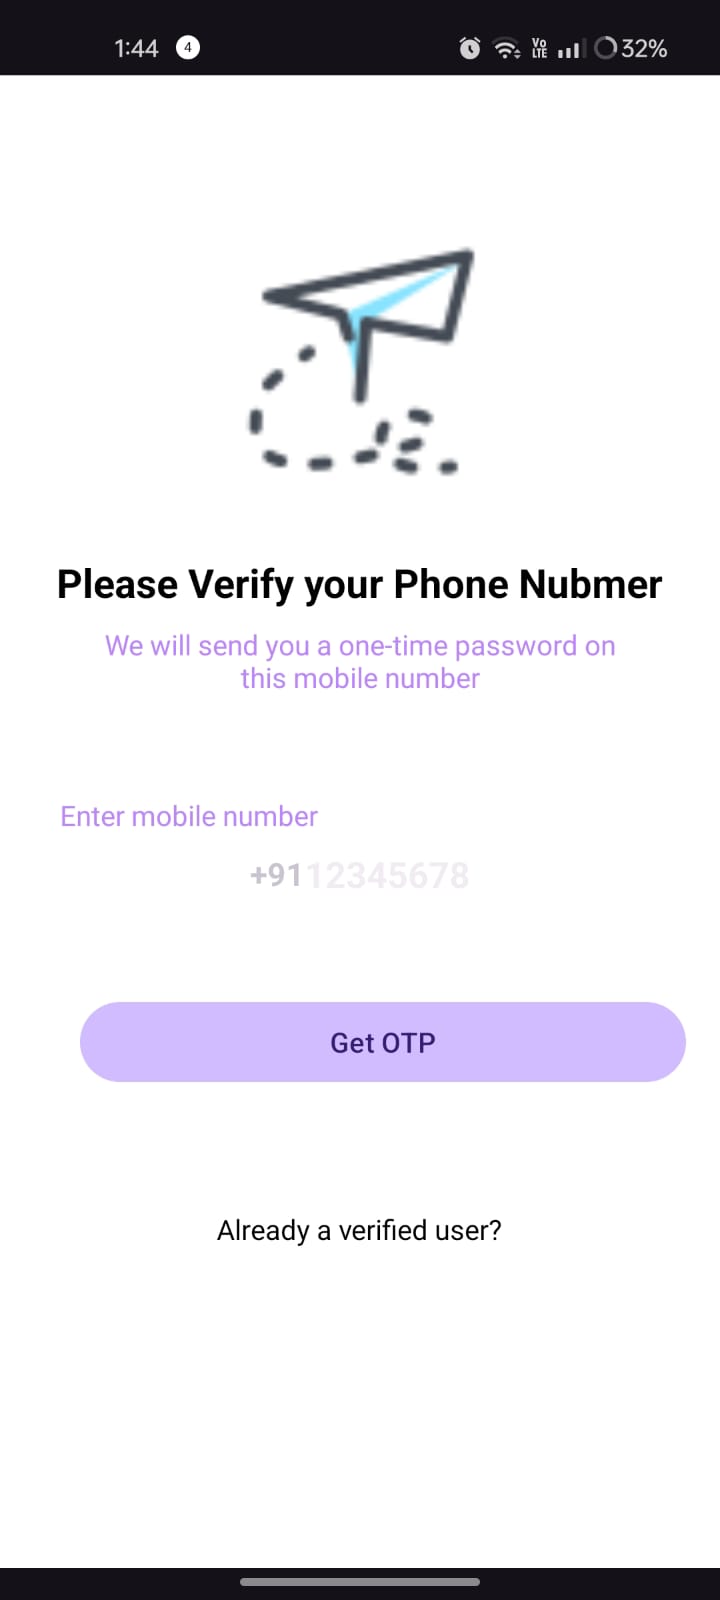 1:44 4 Vo LTE 32%
Please Verify your Phone Nubmer
We will send you a one-time password on
this mobile number
Enter mobile number
+91 12345678
Get OTP
Already a verified user?